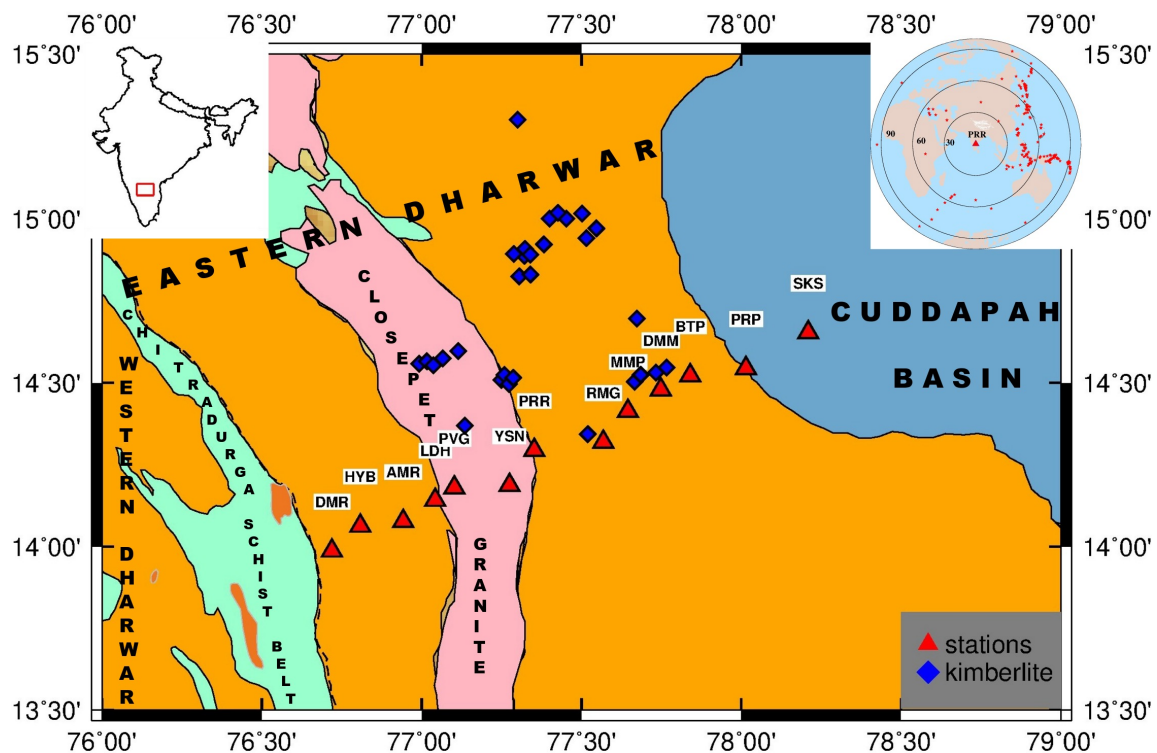 76˚00'
76˚30'
77˚00'
77˚30'
78˚00'
78˚30'
79˚00'
15˚30'
15˚30'
90
60
30
PRR
15˚00'
15˚00'
EASTERN DHARWAR
CLOSEPET
GRANITE
SKS
CUDDAPAH
BASIN
PRP
BTP
DMM
MMP
RMG
PRR
YSN
PVG
LDH
AMR
HYB
DMR
CHITRADURGA SCHIST BELT
WESTERN DHARWAR
14˚30'
14˚30'
14˚00'
14˚00'
stations
kimberlite
13˚30'
13˚30'
76˚00'
76˚30'
77˚00'
77˚30'
78˚00'
78˚30'
79˚00'